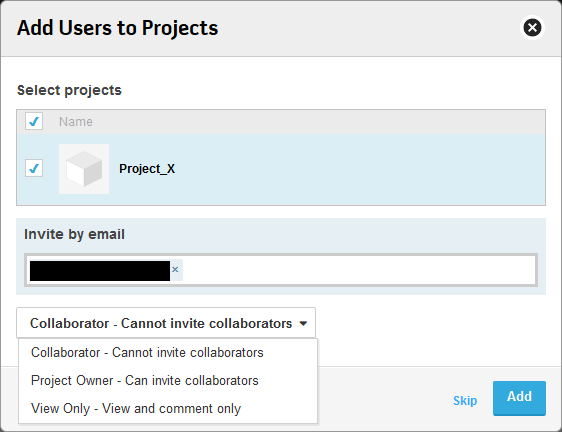 Add Users to Projects
Select projects
Name
Project_X
Invite by email
Collaborator - Cannot invite collaborators
Collaborator - Cannot invite collaborators
Project Owner - Can invite collaborators
View Only - View and comment only
Skip
Add